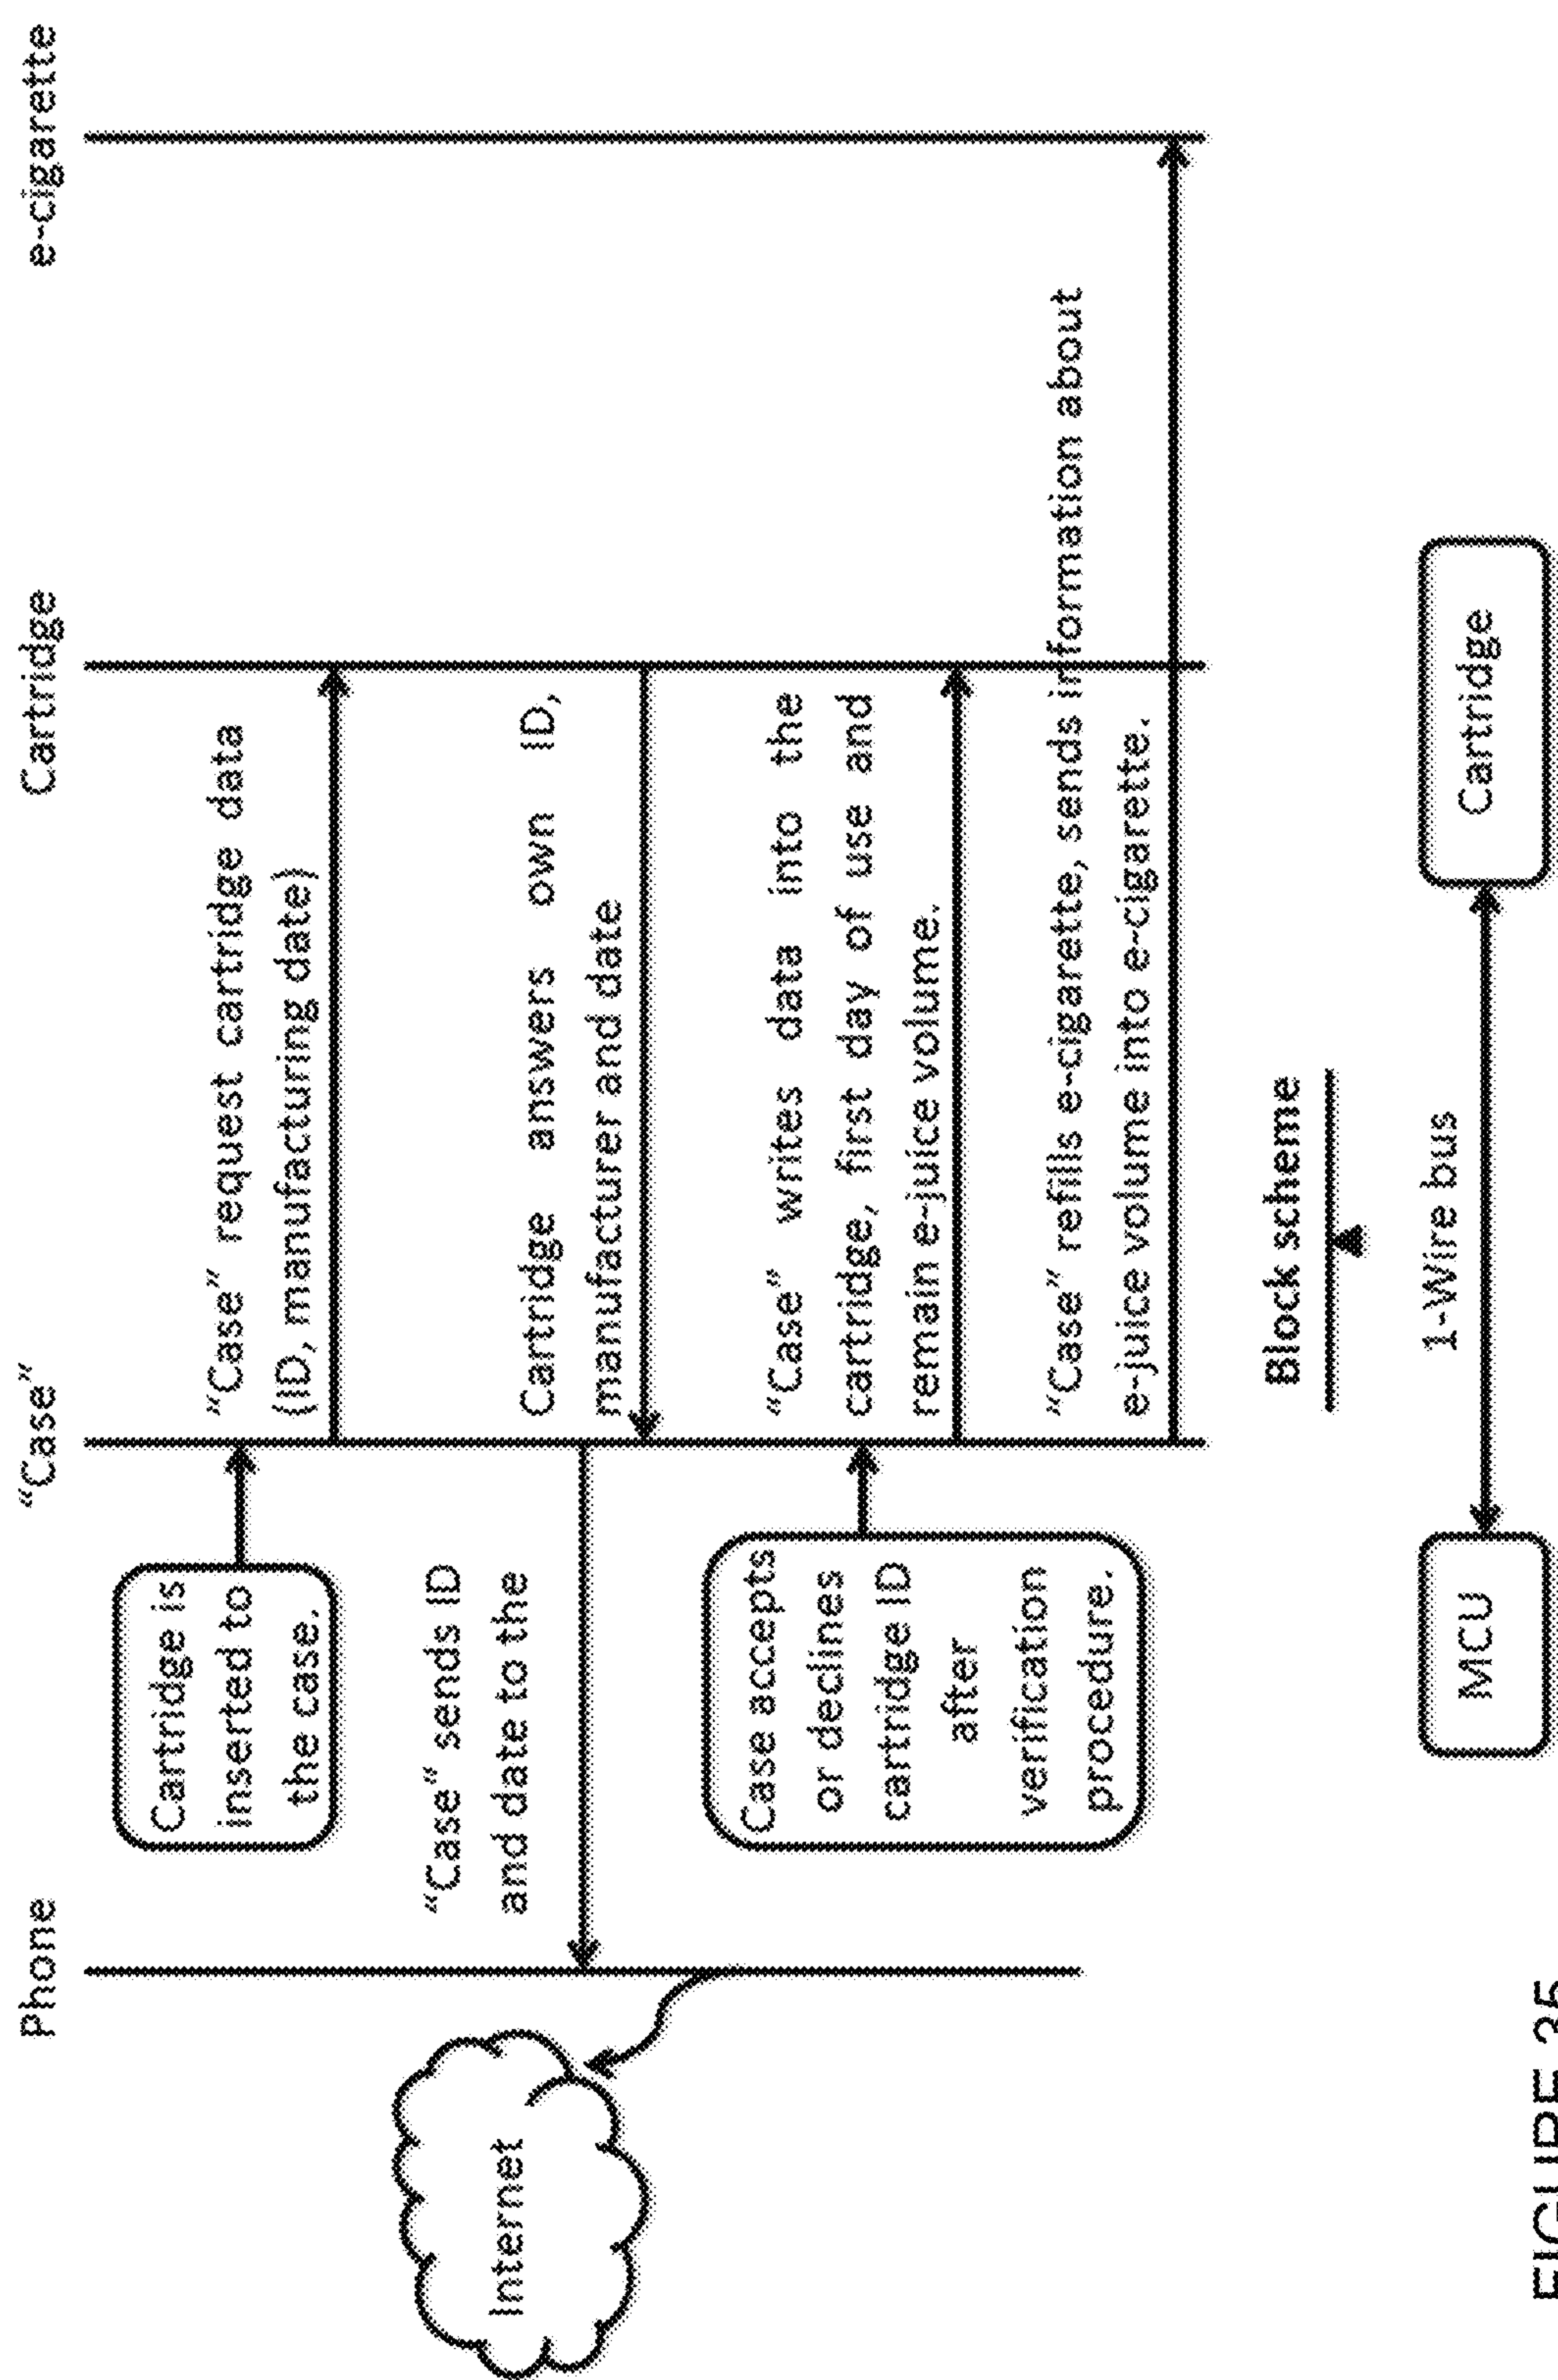 Phone
"Case"
Cartridge
e-cigarette
Cartridge is
inserted to
the case.
"Case" request cartridge data
(ID, manufacturing date)
"Case" sends ID
and date to the
Internet
Cartridge answers own ID,
manufacturer and date
Case accepts
or declines
cartridge ID
after
verification
procedure.
"Case" writes data into the
cartridge, first day of use and
remain e-juice volume.
"Case" refills e-cigarette, sends information about
e-juice volume into e-cigarette.
Block scheme
MCU
1-Wire bus
Cartridge
FIGURE 35